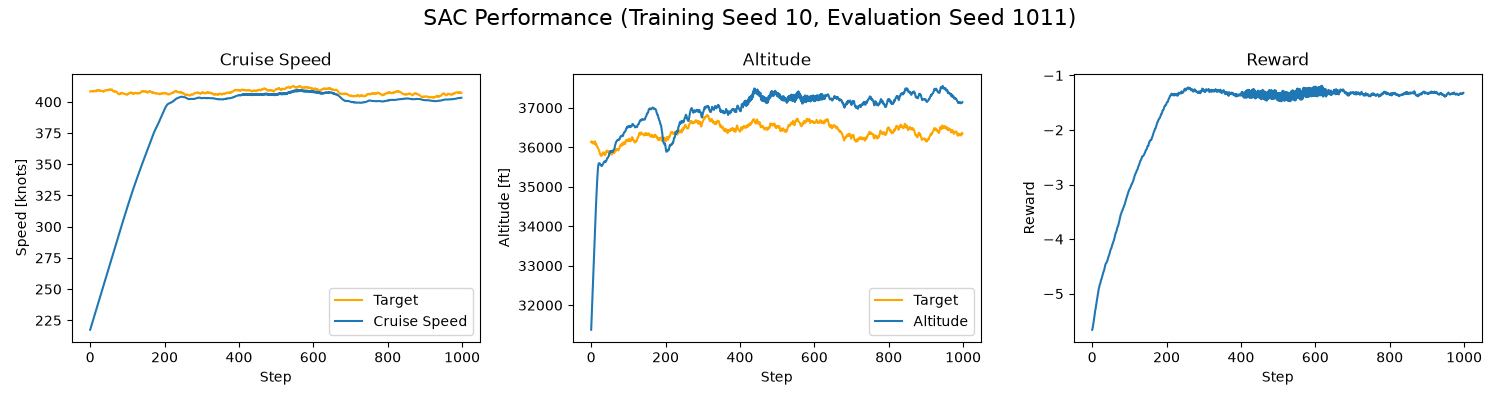 SAC Performance (Training Seed 10, Evaluation Seed 1011)
Cruise Speed
Speed [knots]
400
375
350
325
300
275
250
225
0 200 400 600 800 1000
Step
Target
Cruise Speed
Altitude
Altitude [ft]
37000
36000
35000
34000
33000
32000
0 200 400 600 800 1000
Step
Target
Altitude
Reward
Reward
−1
−2
−3
−4
−5
0 200 400 600 800 1000
Step